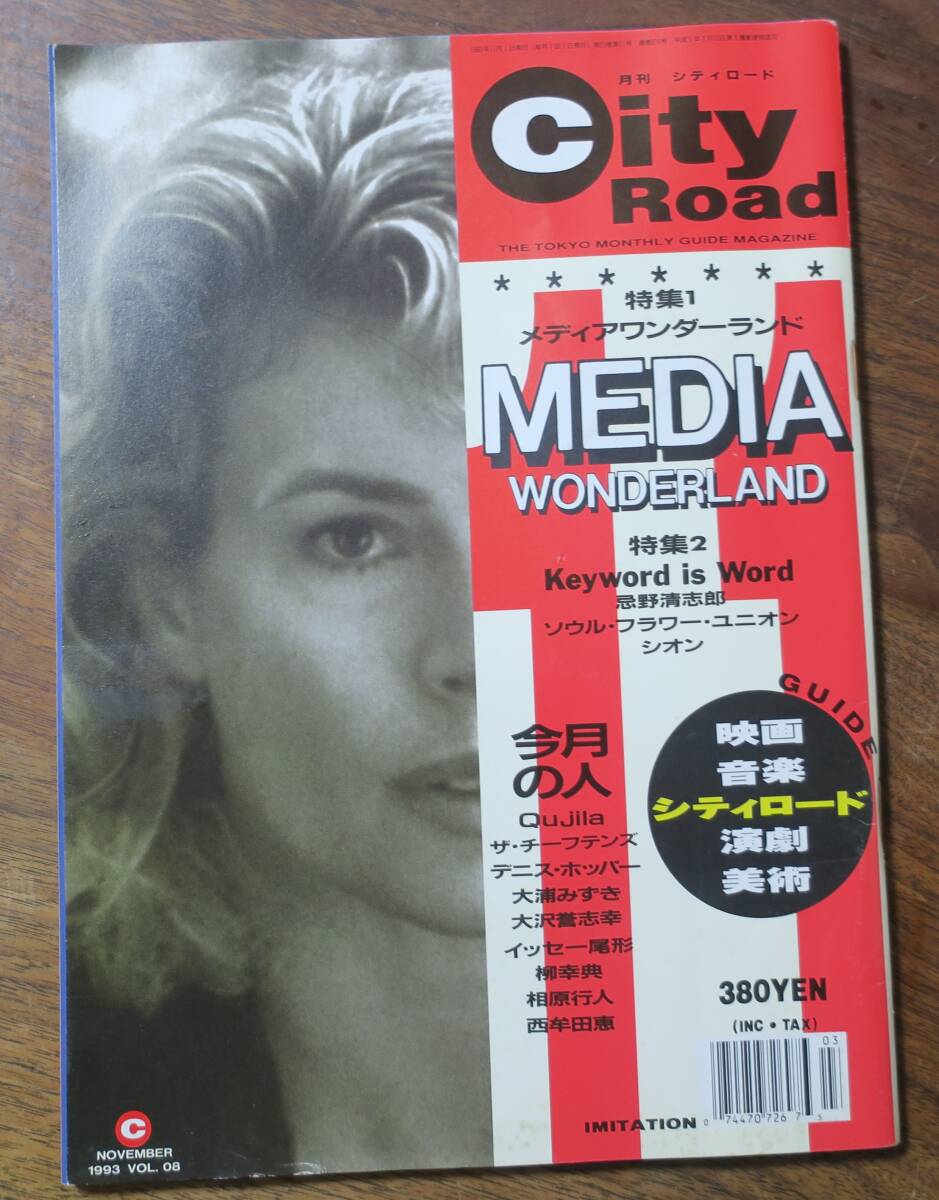 月刊 シティロード
City
Road
THE TOKYO MONTHLY GUIDE MAGAZINE
* * * * * * *
特集1
メディアワンダーランド
MEDIA
WONDERLAND
特集2
Keyword is Word
忌野清志郎
ソウル・フラワー・ユニオン
シオン
今月
の人
QuJila
ザ・チーフテンズ
デニス・ホッパー
大浦みずき
大沢誉志幸
イッセー尾形
柳幸典
相原行人
西牟田恵
GUIDE
映画
音楽
シティロード
演劇
美術
380YEN
(INC • TAX)
03
IMITATION
0 74470 7267 5
C
NOVEMBER
1993 VOL. 08